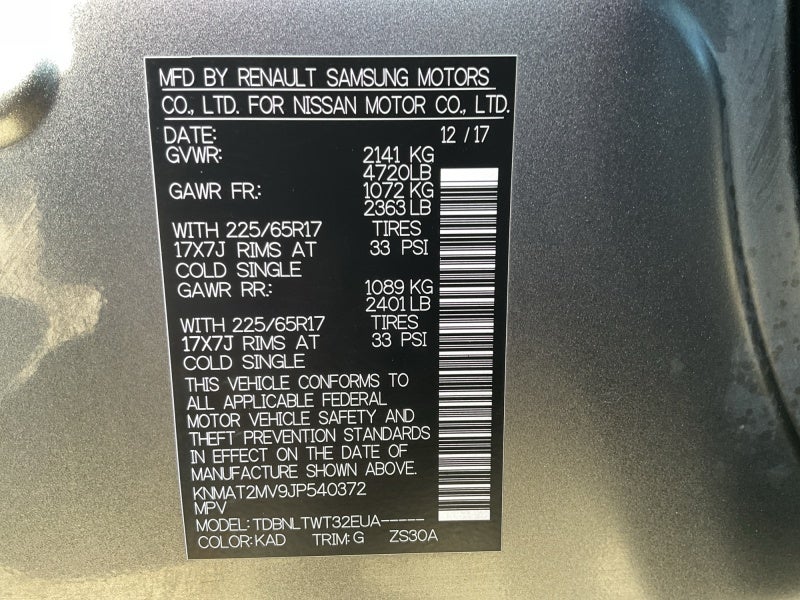 MFD BY RENAULT SAMSUNG MOTORS
CO., LTD. FOR NISSAN MOTOR CO., LTD.
DATE: 12 / 17
GVWR: 2141 KG
4720LB
GAWR FR.: 1072 KG
2363 LB
WITH 225/65R17 TIRES
17X7J RIMS AT 33 PSI
COLD SINGLE
GAWR RR.: 1089 KG
2401 LB
WITH 225/65R17 TIRES
17X7J RIMS AT 33 PSI
COLD SINGLE
THIS VEHICLE CONFORMS TO
ALL APPLICABLE FEDERAL
MOTOR VEHICLE SAFETY AND
THEFT PREVENTION STANDARDS
IN EFFECT ON THE DATE OF
MANUFACTURE SHOWN ABOVE.
KNMAT2MV9JP540372
MPV
MODEL: TDBNLTWT32EUA-----
COLOR: KAD TRIM: G ZS30A